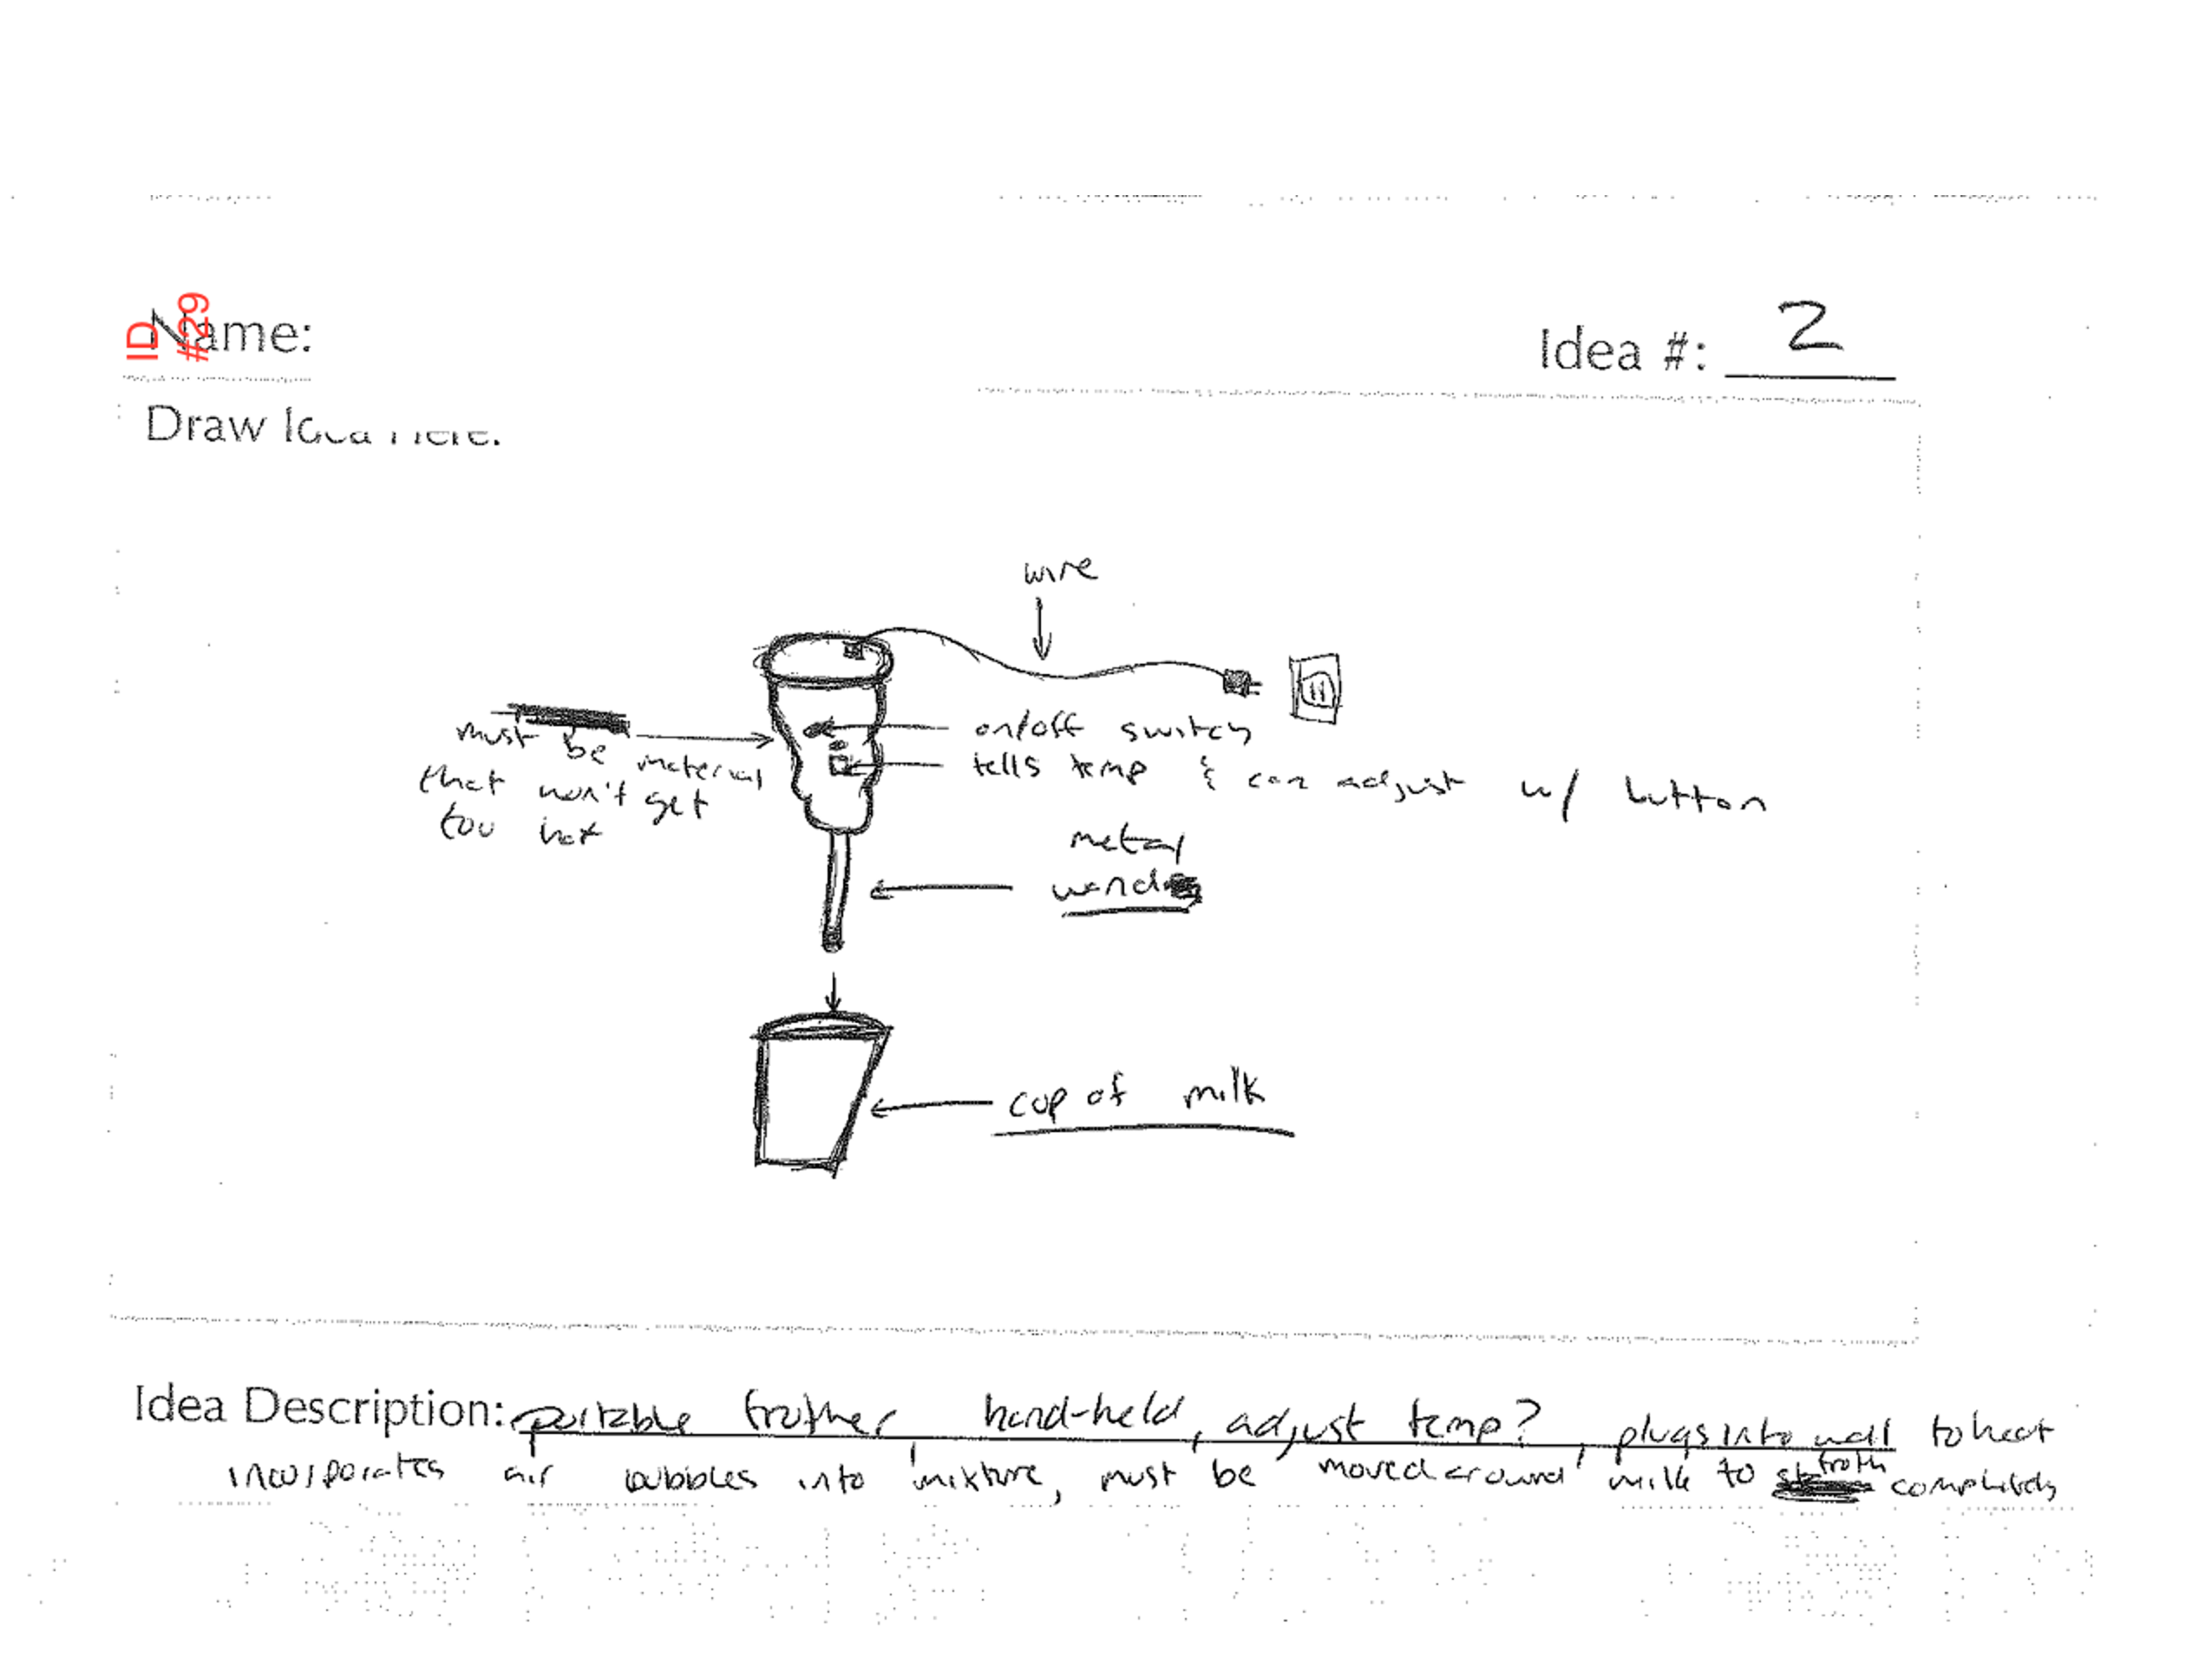 ID
#29
Name:
Idea #: 2
Draw Idea Here:
wire
on/off switch
must be material
that won't get
too hot
tells temp & can adjust w/ button
metal
wand
cup of milk
Idea Description: portable frother, hand-held, adjust temp?, plugs into wall to heat
incorporates air bubbles into mixture, must be moved around milk to froth completely